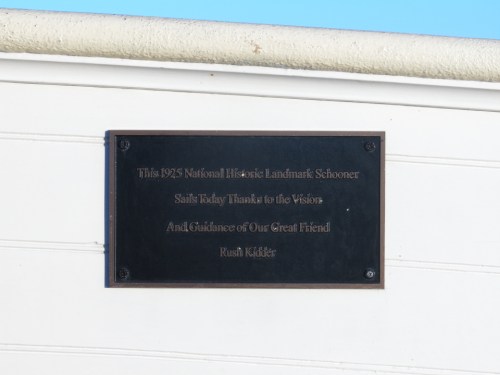 This 1925 National Historic Landmark Schooner
Sails Today Thanks to the Vision
And Guidance of Our Great Friend
Rush Kidder